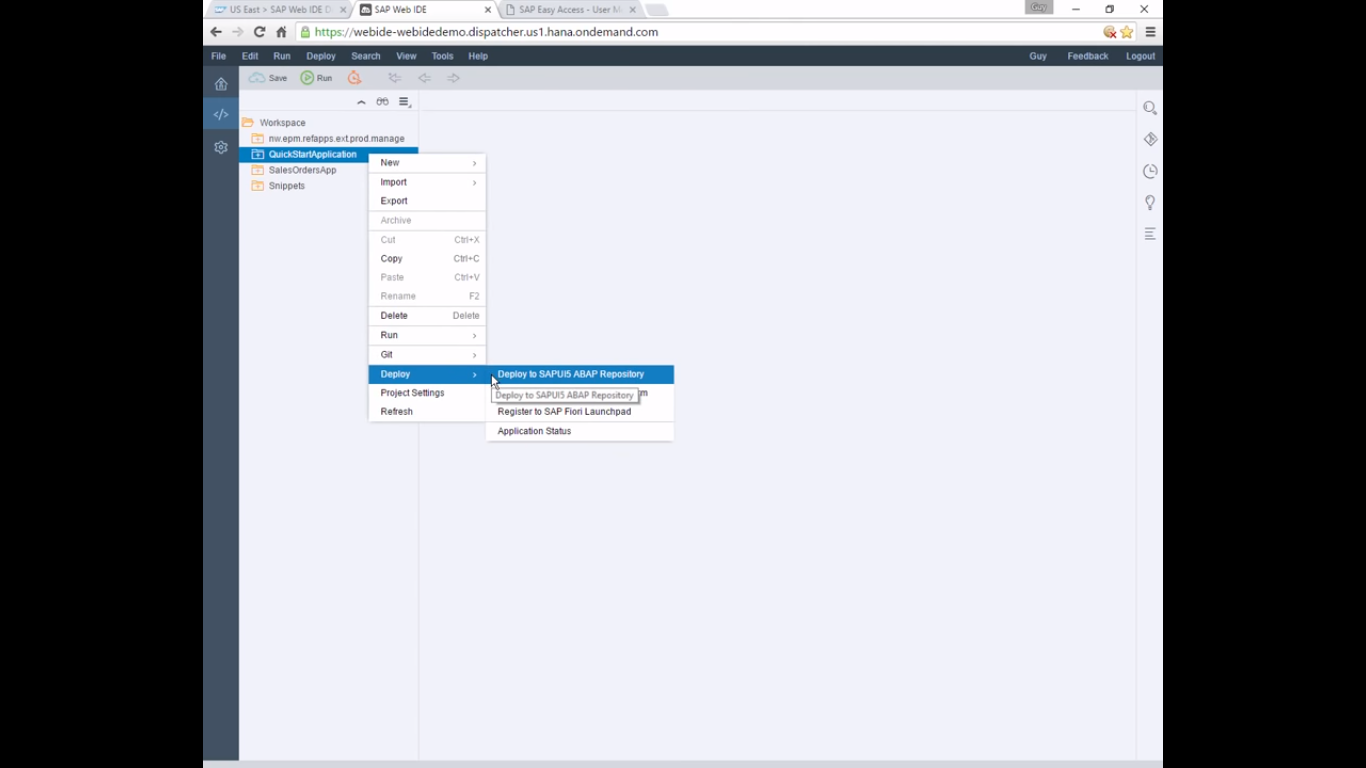 US East > SAP Web IDE D
SAP Web IDE
SAP Easy Access - User M
Guy
https://webide-webidedemo.dispatcher.us1.hana.ondemand.com
File Edit Run Deploy Search View Tools Help Guy Feedback Logout
Save Run
Workspace
nw.epm.refapps.ext.prod.manage
QuickStartApplication
SalesOrdersApp
Snippets
New
Import
Export
Archive
Cut Ctrl+X
Copy Ctrl+C
Paste Ctrl+V
Rename F2
Delete Delete
Run
Git
Deploy
Project Settings
Refresh
Deploy to SAPUI5 ABAP Repository
Deploy to SAPUI5 ABAP Repository
Register to SAP Fiori Launchpad
Application Status